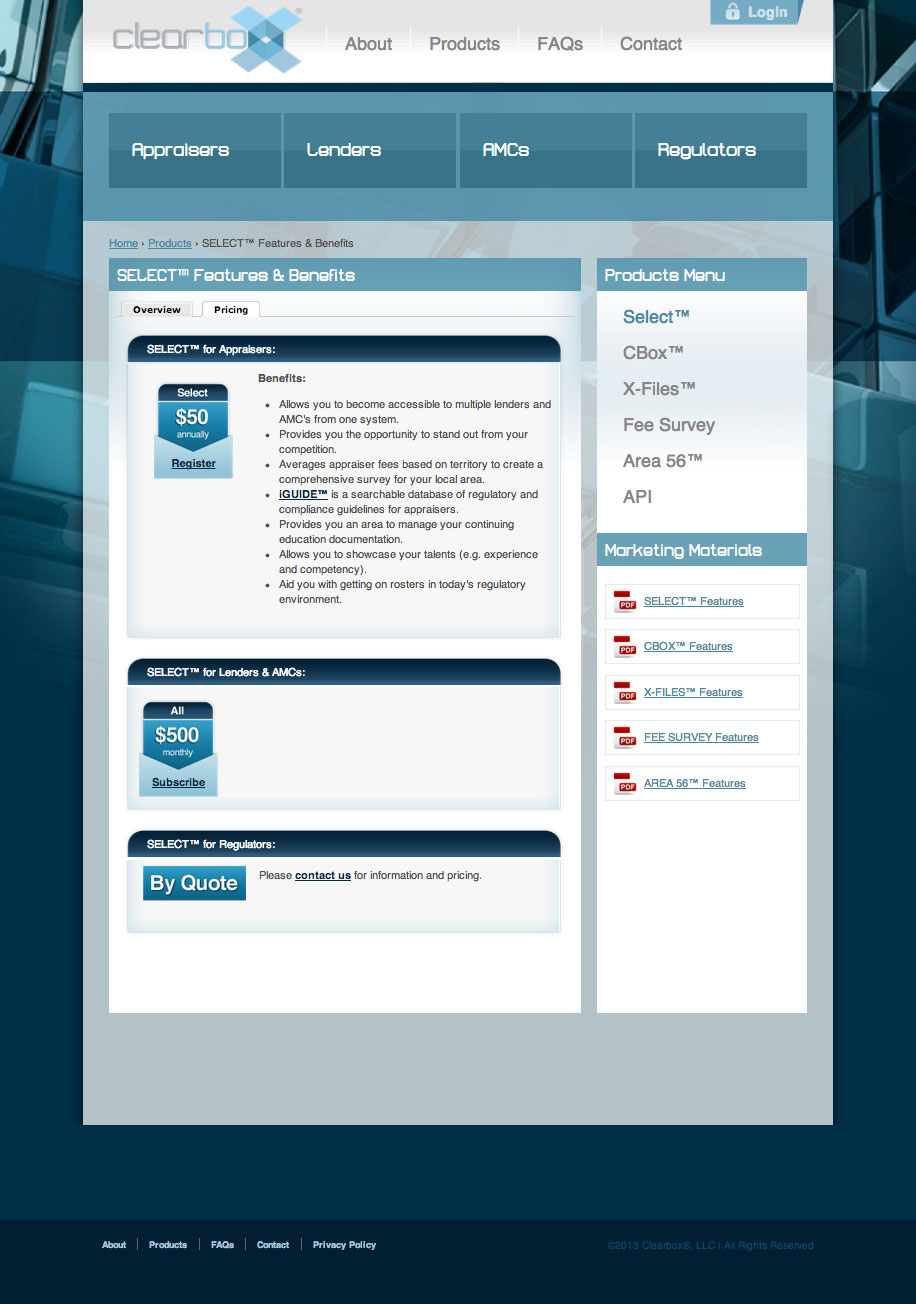 Login
clearbox®
About
Products
FAQs
Contact
Appraisers
Lenders
AMCs
Regulators
Home › Products › SELECT™ Features & Benefits
SELECT™ Features & Benefits
Overview
Pricing
SELECT™ for Appraisers:
Select
$50
annually
Register
Benefits:
• Allows you to become accessible to multiple lenders and
AMC's from one system.
• Provides you the opportunity to stand out from your
competition.
• Averages appraiser fees based on territory to create a
comprehensive survey for your local area.
• iGUIDE™ is a searchable database of regulatory and
compliance guidelines for appraisers.
• Provides you an area to manage your continuing
education documentation.
• Allows you to showcase your talents (e.g. experience
and competency).
• Aid you with getting on rosters in today's regulatory
environment.
SELECT™ for Lenders & AMCs:
All
$500
monthly
Subscribe
SELECT™ for Regulators:
By Quote
Please contact us for information and pricing.
Products Menu
Select™
CBox™
X-Files™
Fee Survey
Area 56™
API
Marketing Materials
PDF SELECT™ Features
PDF CBOX™ Features
PDF X-FILES™ Features
PDF FEE SURVEY Features
PDF AREA 56™ Features
About
Products
FAQs
Contact
Privacy Policy
©2013 Clearbox®, LLC | All Rights Reserved